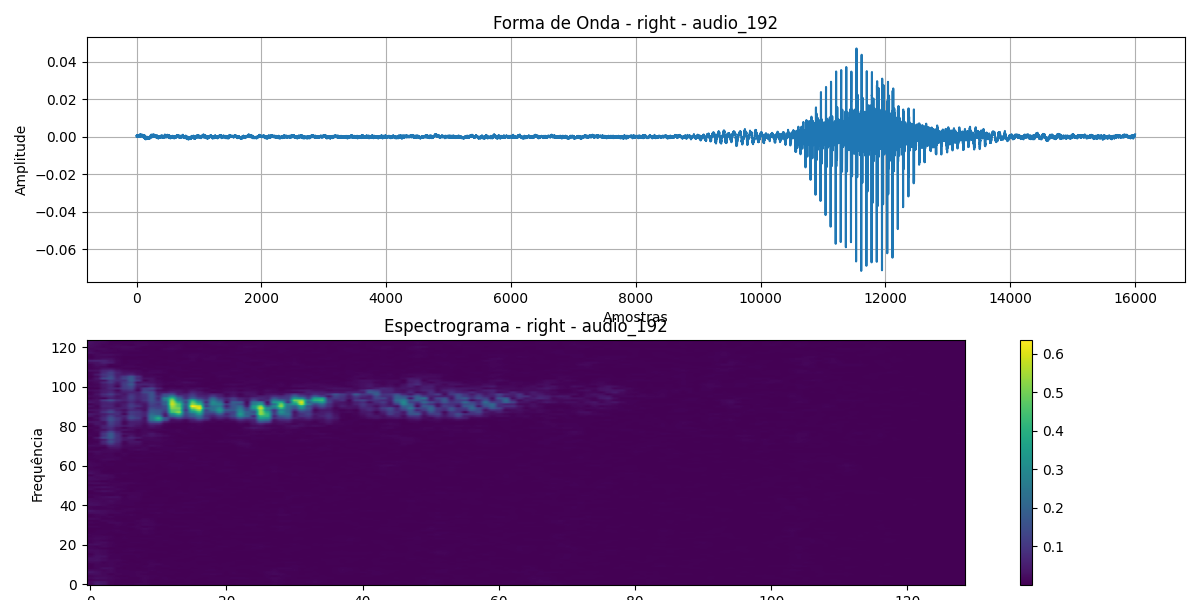 Forma de Onda - right - audio_192
0.04
0.02
0.00
−0.02
−0.04
−0.06
Amplitude
0 2000 4000 6000 8000 10000 12000 14000 16000
Amostras
Espectrograma - right - audio_192
120
100
80
60
40
20
0
Frequência
0 20 40 60 80 100 120
0.6
0.5
0.4
0.3
0.2
0.1